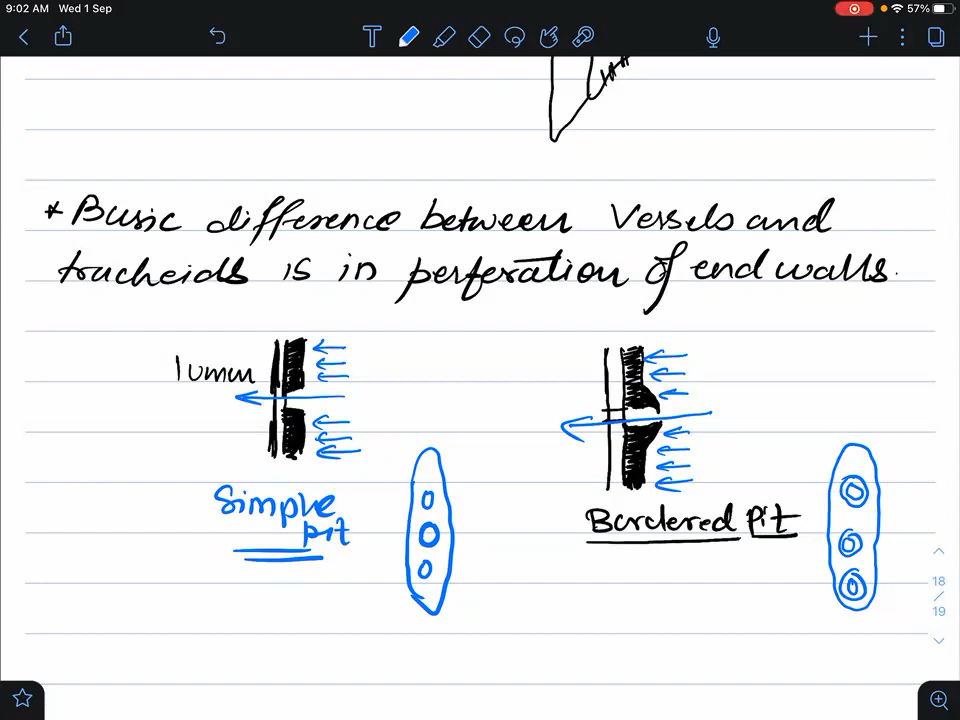 9:02 AM Wed 1 Sep
57%
* Basic difference between Vessels and
tracheids is in perferation of end walls.
lumen
Simple
pit
Bordered pit
18
/
19